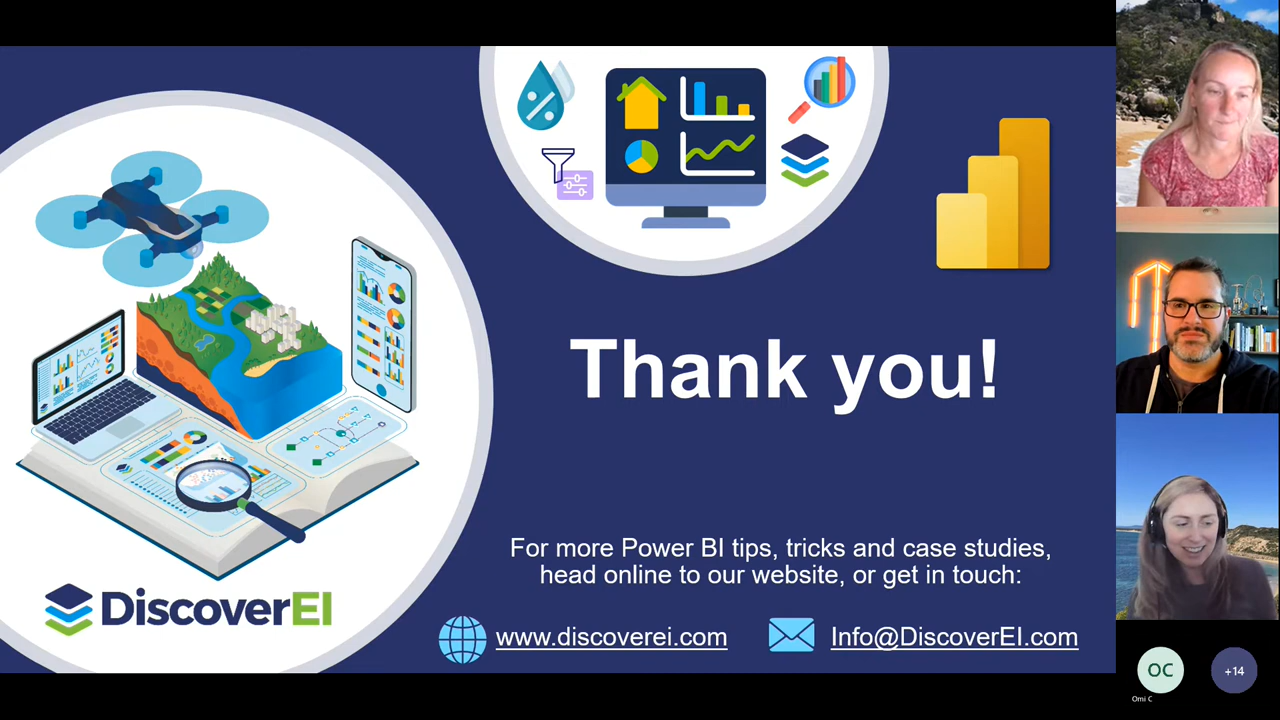 Thank you!
For more Power BI tips, tricks and case studies,
head online to our website, or get in touch:
www.discoverei.com
Info@DiscoverEI.com
DiscoverEI
OC
Omi C
+14